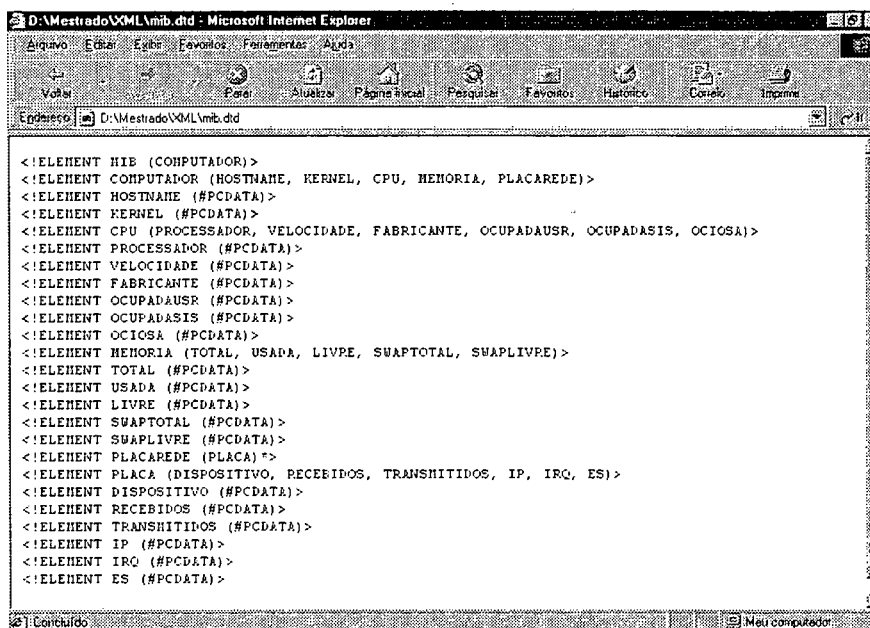 D:\Mestrado\XML\mib.dtd - Microsoft Internet Explorer
Arquivo Editar Exibir Favoritos Ferramentas Ajuda
Voltar Parar Atualizar Página inicial Pesquisar Favoritos Histórico Correio Imprimir
Endereço D:\Mestrado\XML\mib.dtd Ir
<!ELEMENT MIB (COMPUTADOR)>
<!ELEMENT COMPUTADOR (HOSTNAME, KERNEL, CPU, MEMORIA, PLACAREDE)>
<!ELEMENT HOSTNAME (#PCDATA)>
<!ELEMENT KERNEL (#PCDATA)>
<!ELEMENT CPU (PROCESSADOR, VELOCIDADE, FABRICANTE, OCUPADAUSR, OCUPADASIS, OCIOSA)>
<!ELEMENT PROCESSADOR (#PCDATA)>
<!ELEMENT VELOCIDADE (#PCDATA)>
<!ELEMENT FABRICANTE (#PCDATA)>
<!ELEMENT OCUPADAUSR (#PCDATA)>
<!ELEMENT OCUPADASIS (#PCDATA)>
<!ELEMENT OCIOSA (#PCDATA)>
<!ELEMENT MEMORIA (TOTAL, USADA, LIVRE, SWAPTOTAL, SWAPLIVRE)>
<!ELEMENT TOTAL (#PCDATA)>
<!ELEMENT USADA (#PCDATA)>
<!ELEMENT LIVRE (#PCDATA)>
<!ELEMENT SWAPTOTAL (#PCDATA)>
<!ELEMENT SWAPLIVRE (#PCDATA)>
<!ELEMENT PLACAREDE (PLACA)*>
<!ELEMENT PLACA (DISPOSITIVO, RECEBIDOS, TRANSMITIDOS, IP, IRQ, ES)>
<!ELEMENT DISPOSITIVO (#PCDATA)>
<!ELEMENT RECEBIDOS (#PCDATA)>
<!ELEMENT TRANSMITIDOS (#PCDATA)>
<!ELEMENT IP (#PCDATA)>
<!ELEMENT IRQ (#PCDATA)>
<!ELEMENT ES (#PCDATA)>
Concluído Meu computador